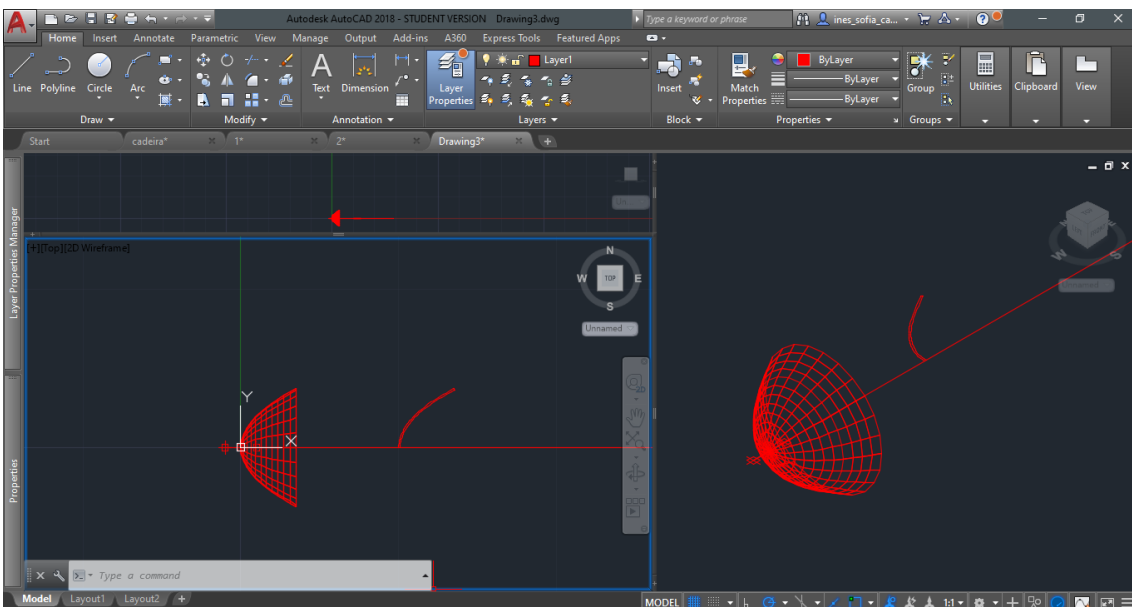 Autodesk AutoCAD 2018 - STUDENT VERSION Drawing3.dwg
Type a keyword or phrase
ines_sofia_ca...
Home Insert Annotate Parametric View Manage Output Add-ins A360 Express Tools Featured Apps
Line Polyline Circle Arc
Text Dimension
Layer Properties
Layer1
Insert
Match Properties
ByLayer
ByLayer
ByLayer
Group
Utilities
Clipboard
View
Draw Modify Annotation Layers Block Properties Groups
Start cadeira* 1* 2* Drawing3*
Layer Properties Manager
Properties
Un...
[+][Top][2D Wireframe]
N
W TOP E
S
Unnamed
Y
X
S
Unnamed
Type a command
Model Layout1 Layout2
MODEL 1:1